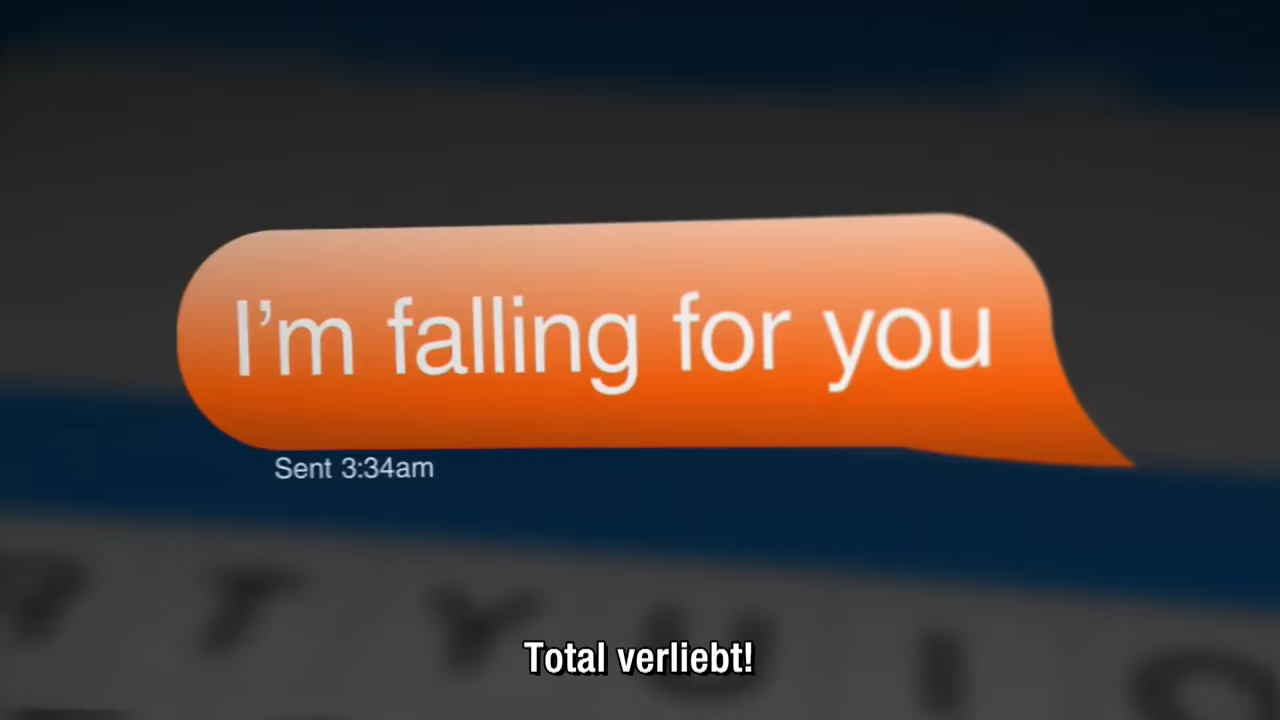 I’m falling for you
Sent 3:34am
R T Y U I O
Total verliebt!